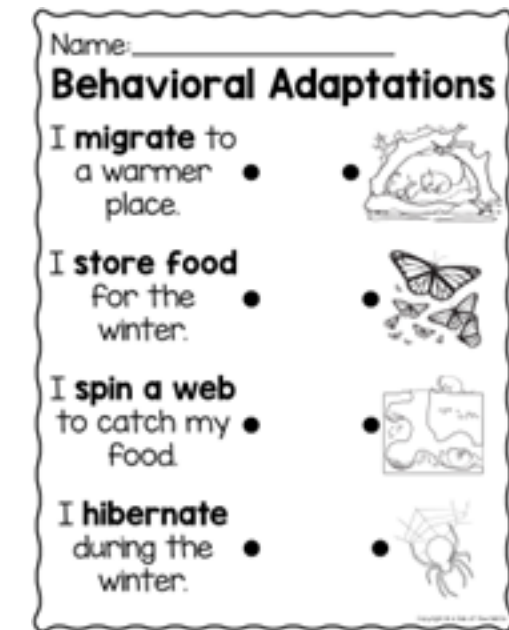 Name:
Behavioral Adaptations
I migrate to
a warmer
place.
I store food
for the
winter.
I spin a web
to catch my
food.
I hibernate
during the
winter.